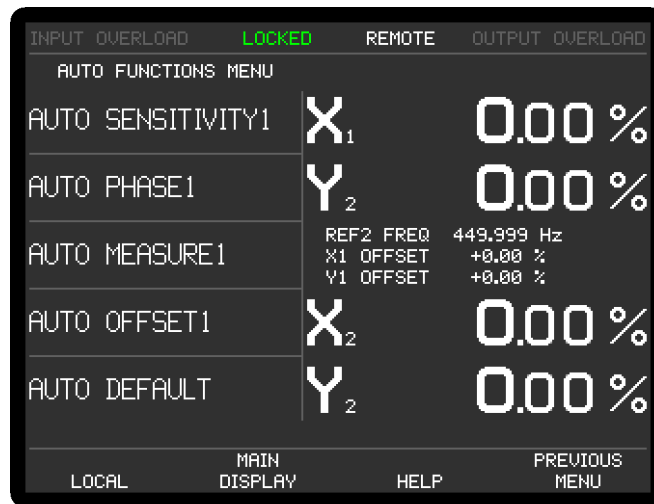 INPUT OVERLOAD LOCKED REMOTE OUTPUT OVERLOAD
AUTO FUNCTIONS MENU
AUTO SENSITIVITY1
X1 0.00 %
AUTO PHASE1
Y2 0.00 %
AUTO MEASURE1
REF2 FREQ 449.999 Hz
X1 OFFSET +0.00 %
Y1 OFFSET +0.00 %
AUTO OFFSET1
X2 0.00 %
AUTO DEFAULT
Y2 0.00 %
LOCAL
MAIN
DISPLAY
HELP
PREVIOUS
MENU